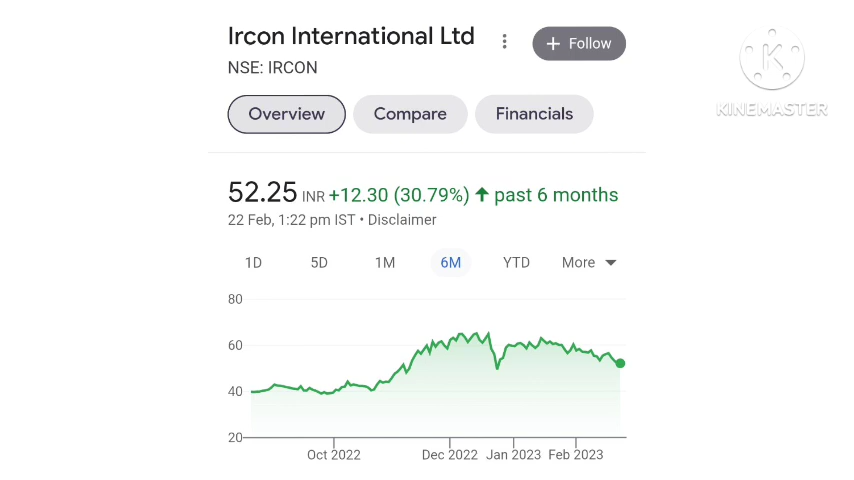 Ircon International Ltd
Follow
NSE: IRCON
KINEMASTER
Overview
Compare
Financials
52.25 INR +12.30 (30.79%) past 6 months
22 Feb, 1:22 pm IST • Disclaimer
1D 5D 1M 6M YTD More
80
60
40
20
Oct 2022 Dec 2022 Jan 2023 Feb 2023